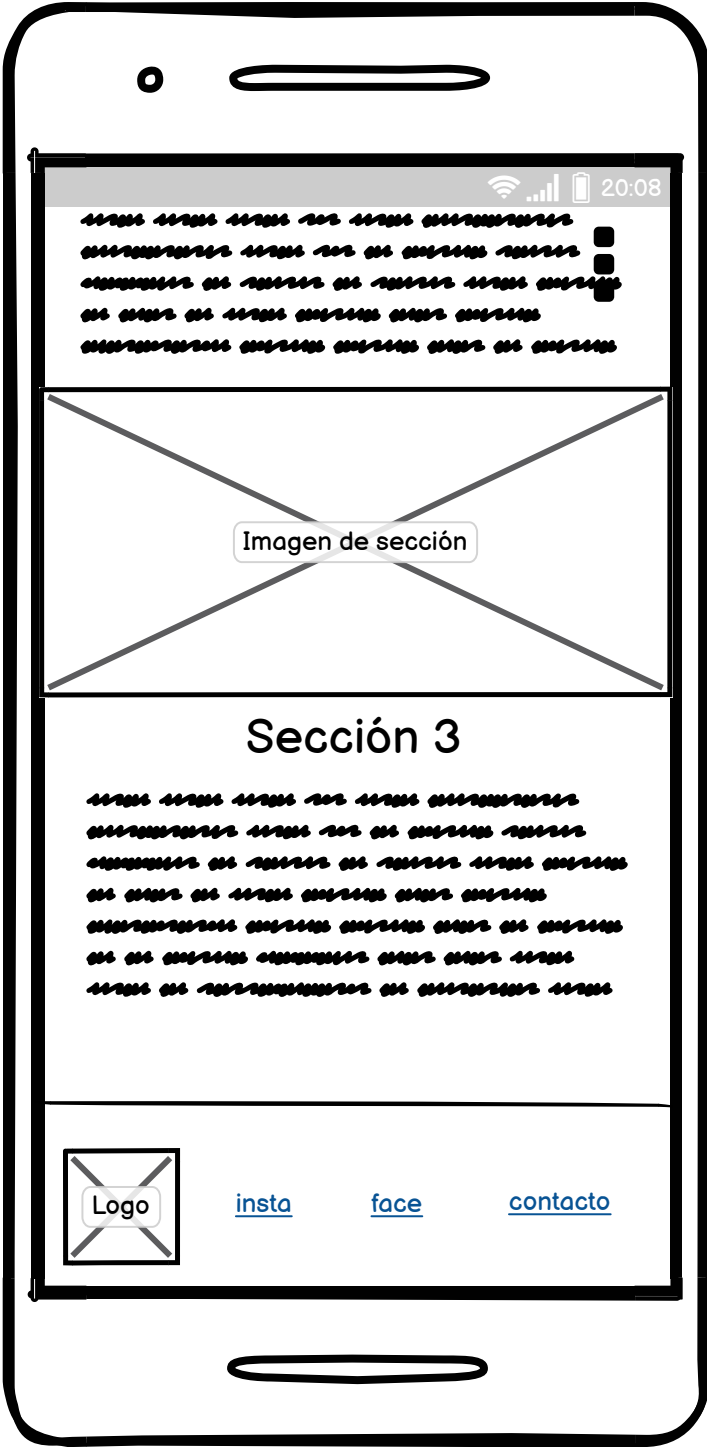 20:08
Imagen de sección
Sección 3
Logo
insta
face
contacto